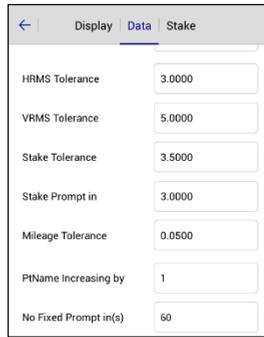 ← Display Data Stake
HRMS Tolerance 3.0000
VRMS Tolerance 5.0000
Stake Tolerance 3.5000
Stake Prompt in 3.0000
Mileage Tolerance 0.0500
PtName Increasing by 1
No Fixed Prompt in(s) 60